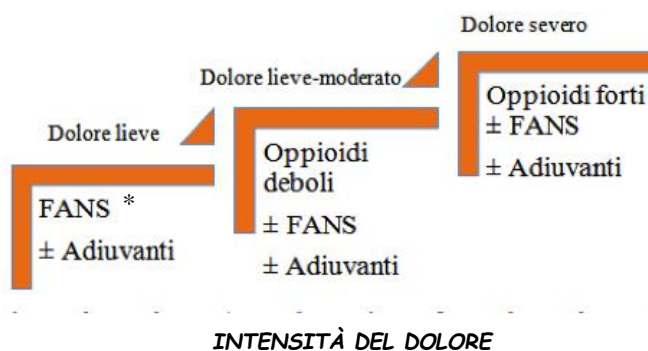 Dolore severo
Dolore lieve-moderato
Dolore lieve
Oppioidi forti
± FANS
± Adiuvanti
Oppioidi
deboli
± FANS
± Adiuvanti
FANS *
± Adiuvanti
INTENSITÀ DEL DOLORE